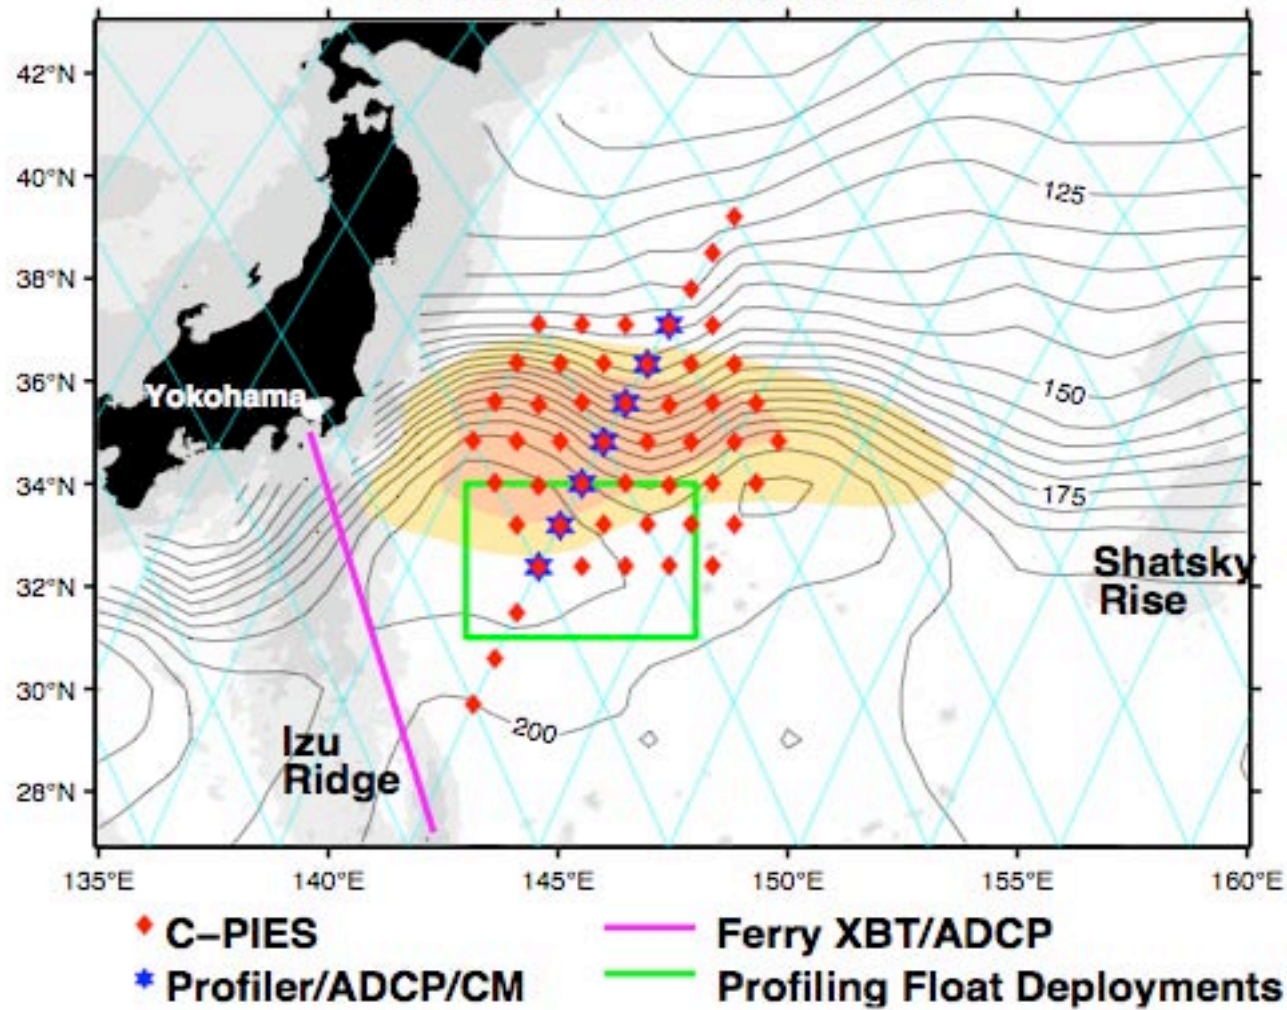 42°N
40°N
125
38°N
36°N
150
Yokohama
34°N
175
Shatsky
Rise
32°N
30°N
200
Izu
Ridge
28°N
135°E 140°E 145°E 150°E 155°E 160°E
C–PIES Ferry XBT/ADCP
Profiler/ADCP/CM Profiling Float Deployments